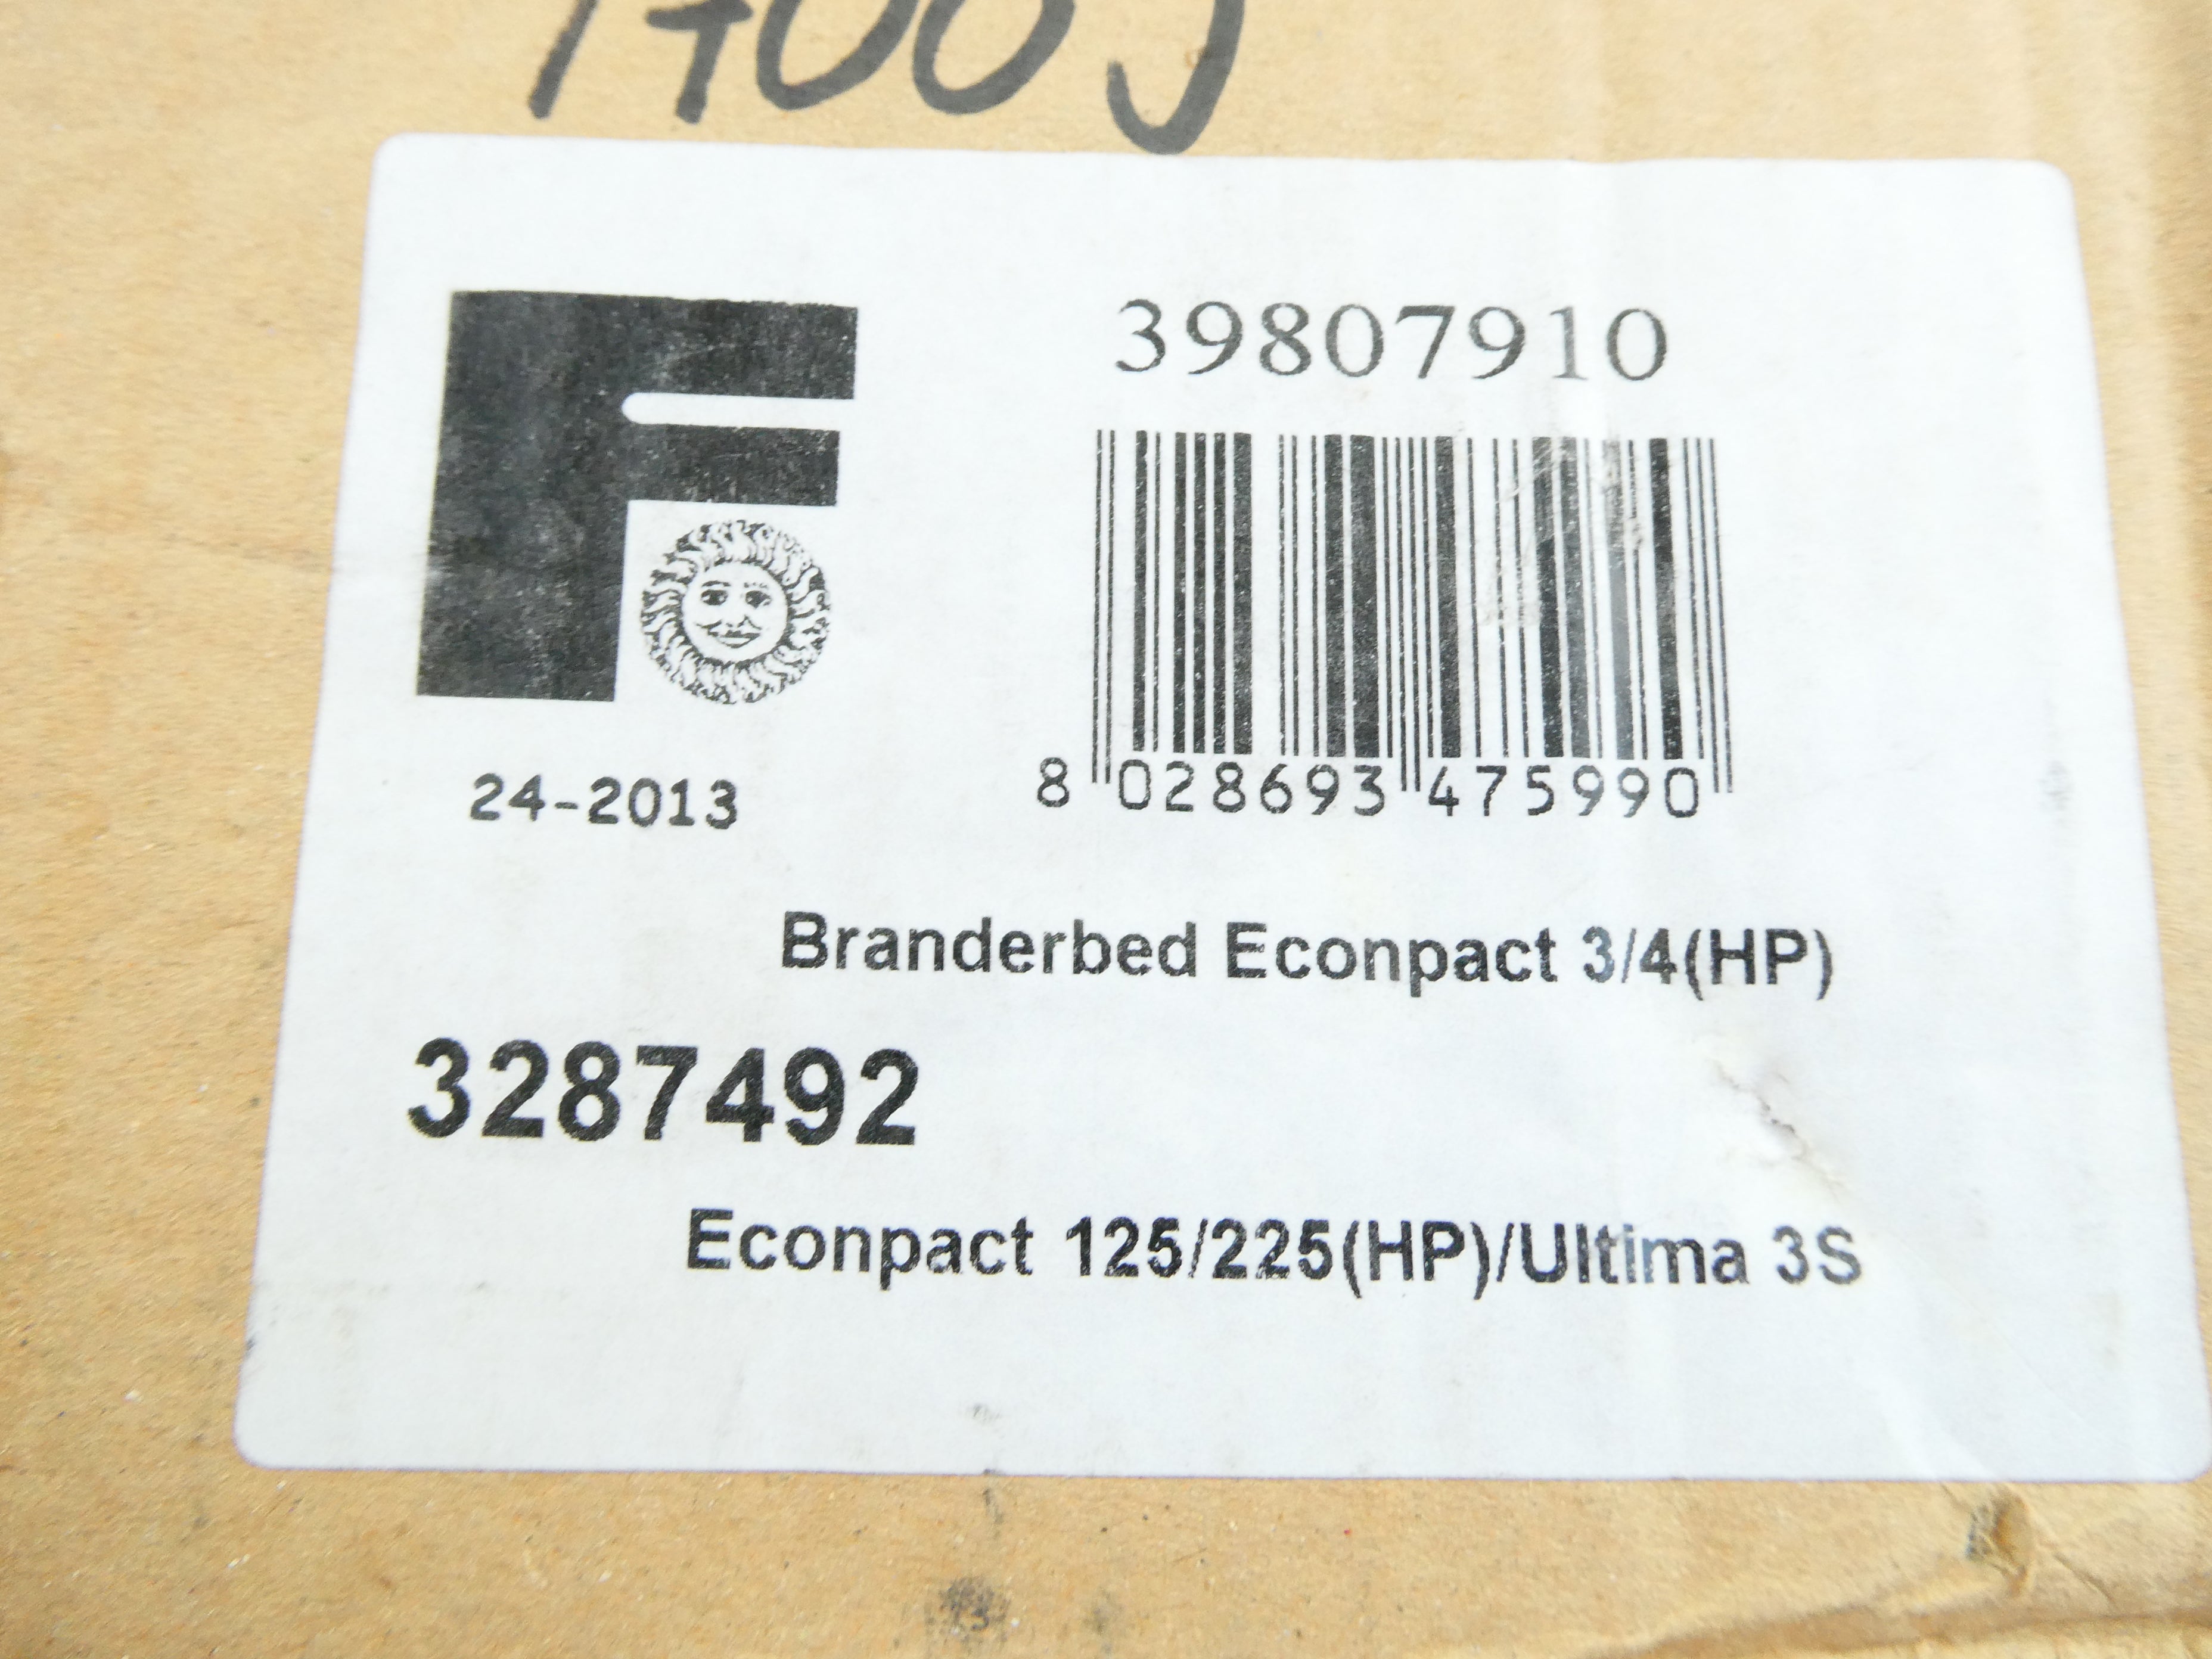 39807910
8 028693 475990
24-2013
Branderbed Econpact 3/4(HP)
3287492
Econpact 125/225(HP)/Ultima 3S